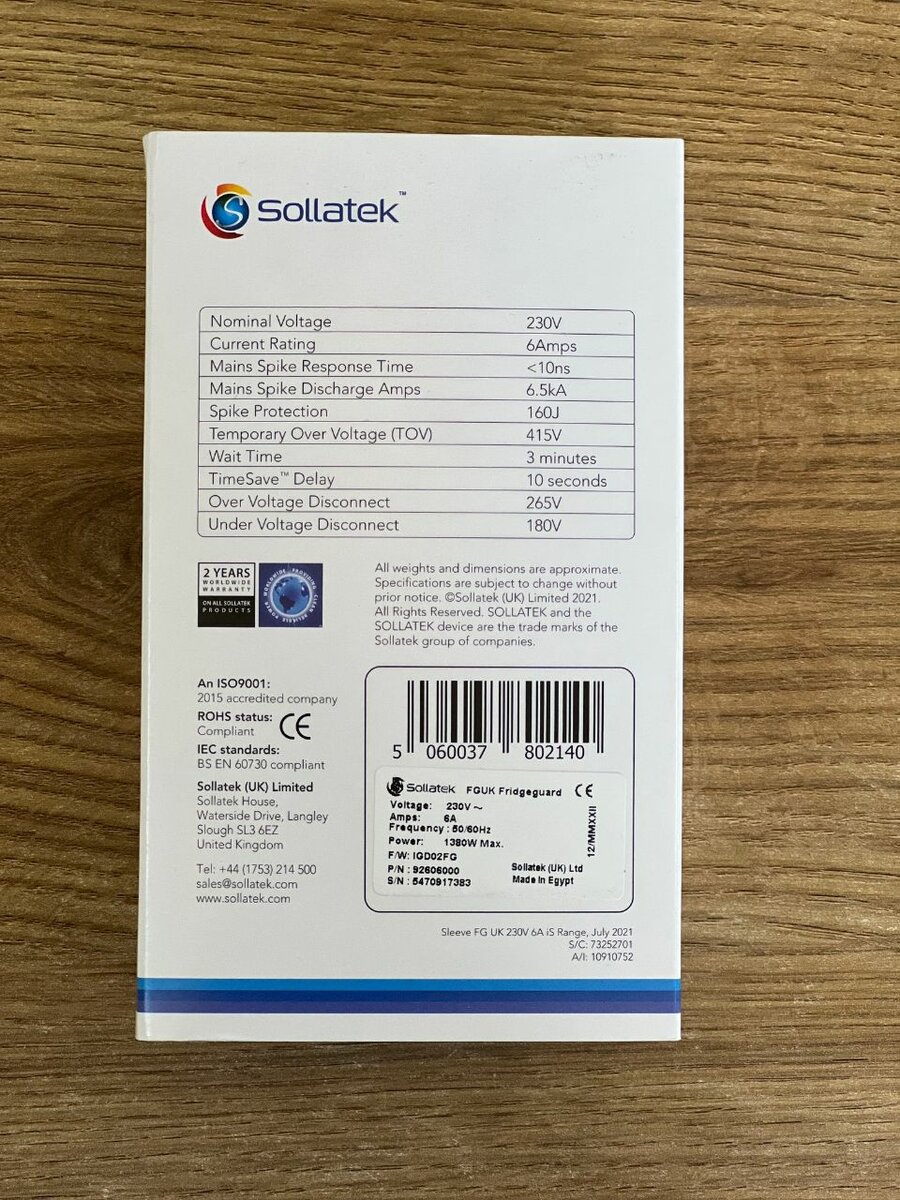 Sollatek™
Nominal Voltage 230V
Current Rating 6Amps
Mains Spike Response Time <10ns
Mains Spike Discharge Amps 6.5kA
Spike Protection 160J
Temporary Over Voltage (TOV) 415V
Wait Time 3 minutes
TimeSave™ Delay 10 seconds
Over Voltage Disconnect 265V
Under Voltage Disconnect 180V
2 YEARS
WORLDWIDE
WARRANTY
ON ALL SOLLATEK
PRODUCTS
PROVIDING CLEAN RELIABLE POWER WORLDWIDE
All weights and dimensions are approximate.
Specifications are subject to change without
prior notice. ©Sollatek (UK) Limited 2021.
All Rights Reserved. SOLLATEK and the
SOLLATEK device are the trade marks of the
Sollatek group of companies.
An ISO9001:
2015 accredited company
ROHS status:
Compliant CE
IEC standards:
BS EN 60730 compliant
Sollatek (UK) Limited
Sollatek House,
Waterside Drive, Langley
Slough SL3 6EZ
United Kingdom
Tel: +44 (1753) 214 500
sales@sollatek.com
www.sollatek.com
5 060037 802140
Sollatek FGUK Fridgeguard CE
Voltage: 230V ~
Amps: 6A
Frequency : 50/60Hz
Power: 1380W Max.
F/W: IGD02FG
P/N : 92606000 Sollatek (UK) Ltd
S/N : 5470917383 Made In Egypt
12/MMXXII
Sleeve FG UK 230V 6A iS Range, July 2021
S/C: 73252701
A/I: 10910752